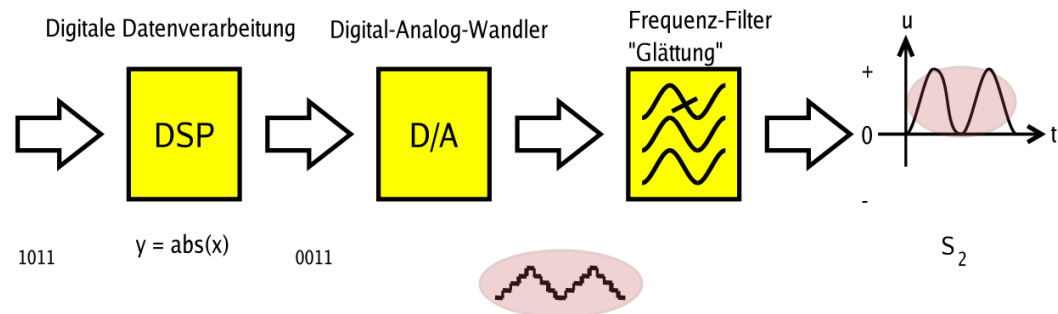 Digitale Datenverarbeitung
Digital-Analog-Wandler
Frequenz-Filter
"Glättung"
u
+
DSP
D/A
0
t
-
1011
y = abs(x)
0011
S2